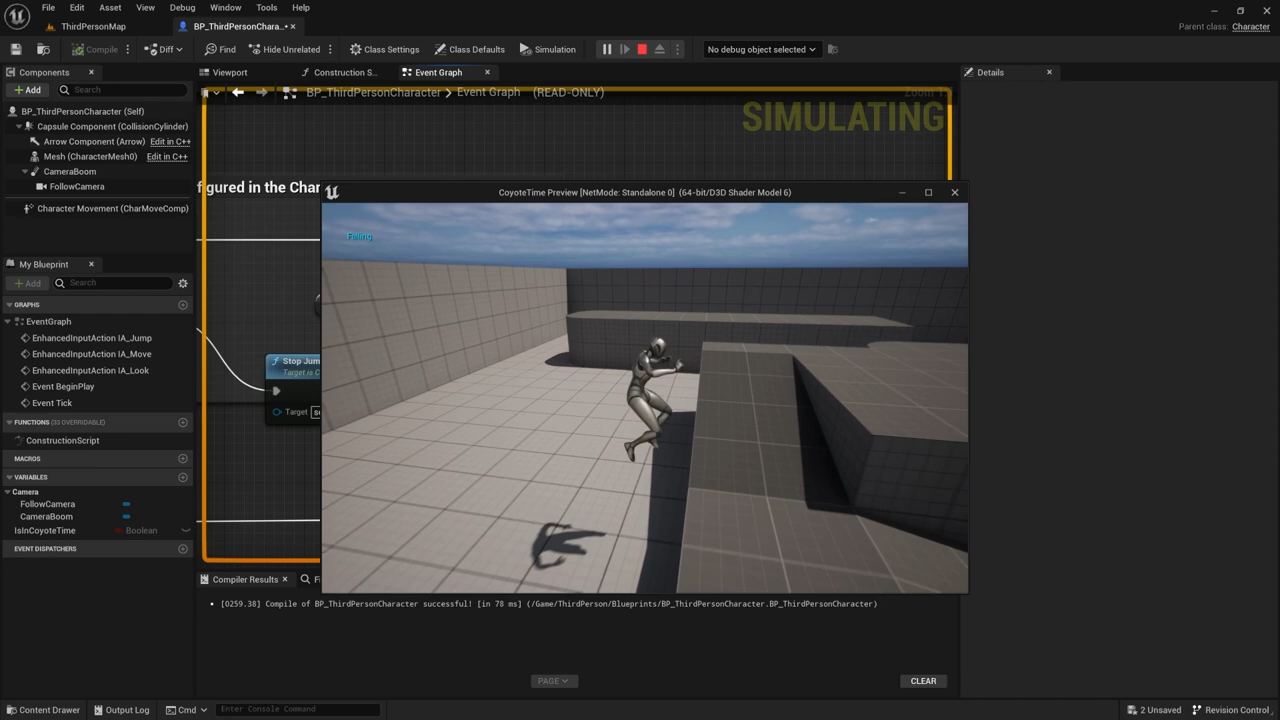 File Edit Asset View Debug Window Tools Help
ThirdPersonMap
BP_ThirdPersonChara...
Parent class: Character
Compile
Diff
Find
Hide Unrelated
Class Settings
Class Defaults
Simulation
No debug object selected
Components
Viewport
Construction S...
Event Graph
Details
Add
Search
BP_ThirdPersonCharacter > Event Graph (READ-ONLY)
SIMULATING
BP_ThirdPersonCharacter (Self)
Capsule Component (CollisionCylinder)
Arrow Component (Arrow) Edit in C++
Mesh (CharacterMesh0) Edit in C++
CameraBoom
FollowCamera
Character Movement (CharMoveComp)
figured in the Char
CoyoteTime Preview [NetMode: Standalone 0] (64-bit/D3D Shader Model 6)
Falling
My Blueprint
Add
Search
GRAPHS
EventGraph
EnhancedInputAction IA_Jump
EnhancedInputAction IA_Move
EnhancedInputAction IA_Look
Event BeginPlay
Event Tick
Stop Jum
Target is C
Target
FUNCTIONS (33 OVERRIDABLE)
ConstructionScript
MACROS
VARIABLES
Camera
FollowCamera
CameraBoom
IsInCoyoteTime Boolean
EVENT DISPATCHERS
Compiler Results
[0259.38] Compile of BP_ThirdPersonCharacter successful! [in 78 ms] (/Game/ThirdPerson/Blueprints/BP_ThirdPersonCharacter.BP_ThirdPersonCharacter)
PAGE
CLEAR
Content Drawer
Output Log
Cmd
Enter Console Command
2 Unsaved
Revision Control